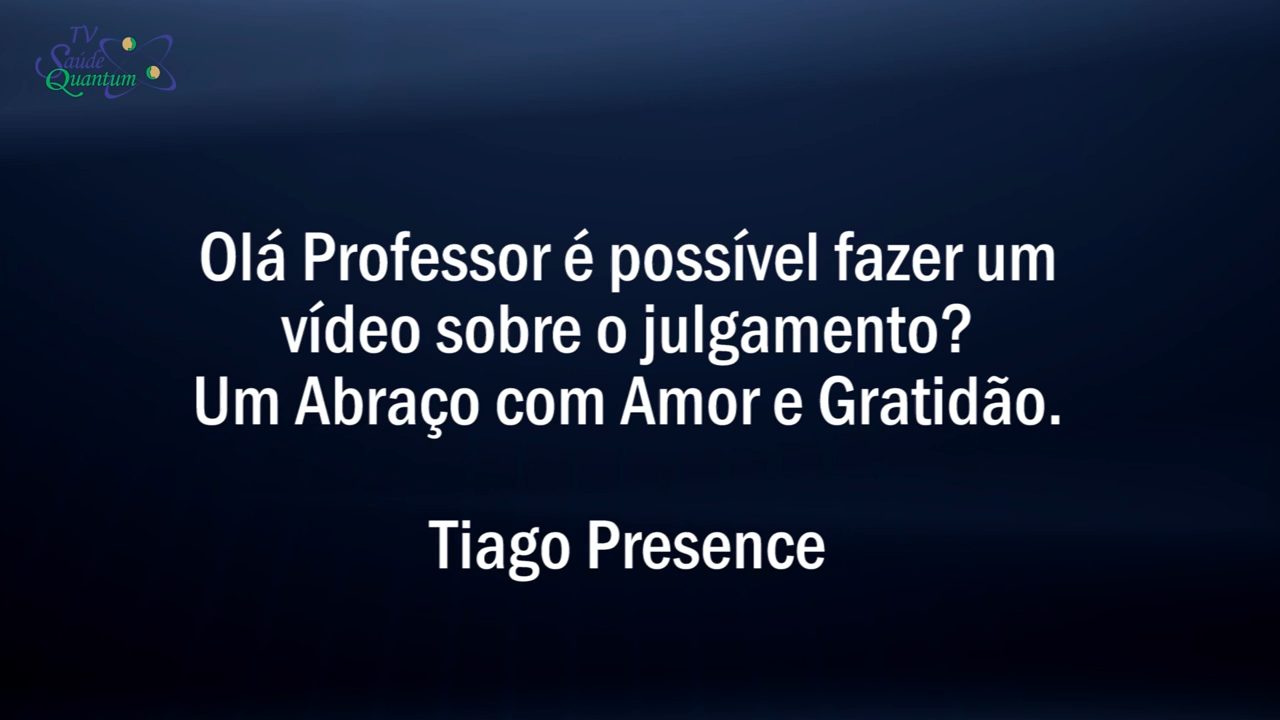 TV
Saúde
Quantum
Olá Professor é possível fazer um
vídeo sobre o julgamento?
Um Abraço com Amor e Gratidão.
Tiago Presence